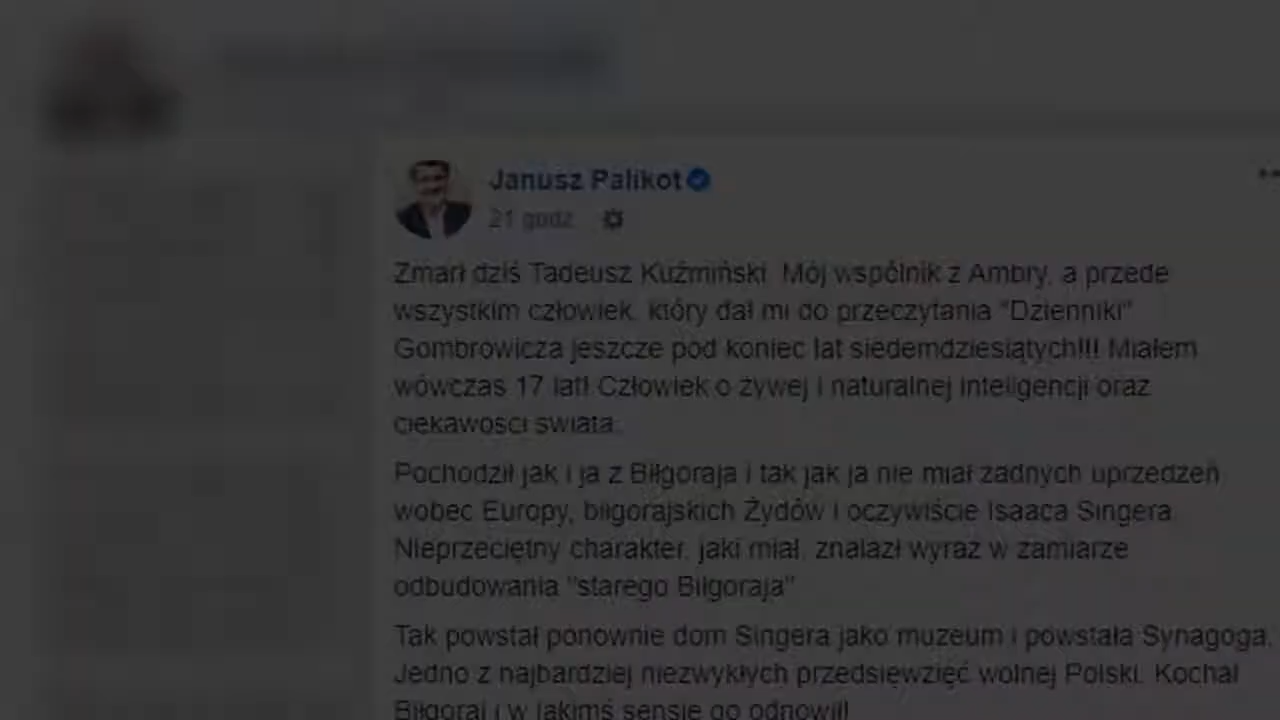 Janusz Palikot
21 godz.
Zmarł dziś Tadeusz Kuźmiński. Mój wspólnik z Ambry, a przede
wszystkim człowiek, który dał mi do przeczytania "Dzienniki"
Gombrowicza jeszcze pod koniec lat siedemdziesiątych!!! Miałem
wówczas 17 lat! Człowiek o żywej i naturalnej inteligencji oraz
ciekawości świata.
Pochodził jak i ja z Biłgoraja i tak jak ja nie miał żadnych uprzedzeń
wobec Europy, biłgorajskich Żydów i oczywiście Isaaca Singera.
Nieprzeciętny charakter, jaki miał, znalazł wyraz w zamiarze
odbudowania "starego Biłgoraja"
Tak powstał ponownie dom Singera jako muzeum i powstała Synagoga.
Jedno z najbardziej niezwykłych przedsięwzięć wolnej Polski. Kochał
Biłgoraj i w jakimś sensie go odnowił!